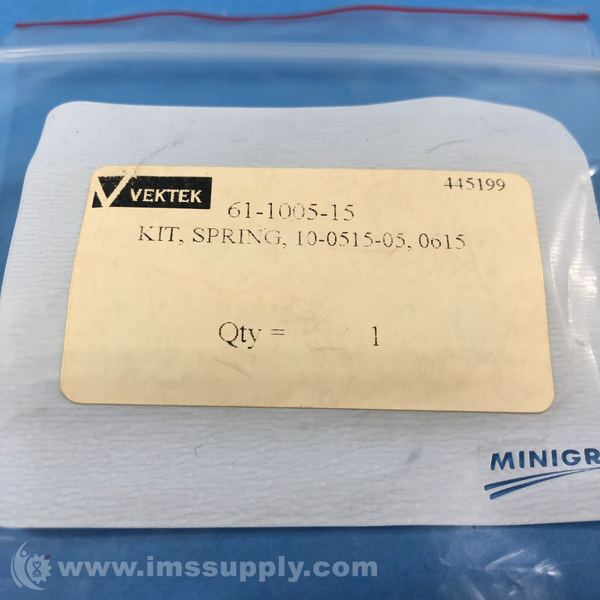 VEKTEK
445199
61-1005-15
KIT, SPRING, 10-0515-05, 0615
Qty = 1
MINIGR
www.imssupply.com